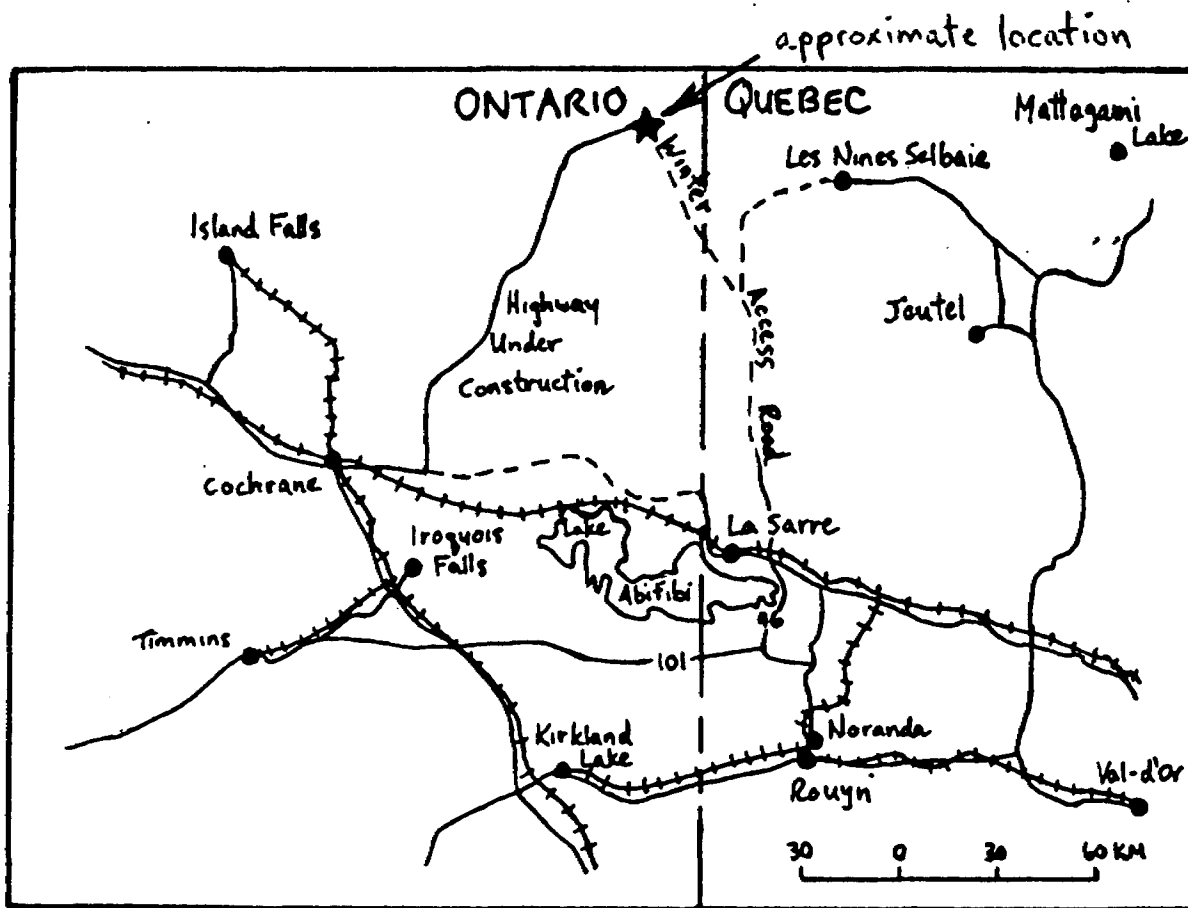 approximate location
ONTARIO
QUEBEC
Mattagami
Lake
Winter
Les Nines Selbaie
Island Falls
Highway
Under
Construction
Access
Road
Joutel
Cochrane
Iroquois
Falls
Lake
Abitibi
La Sarre
46
Timmins
101
Kirkland
Lake
Noranda
Rouyn
Val-d'Or
30 0 30 60 KM